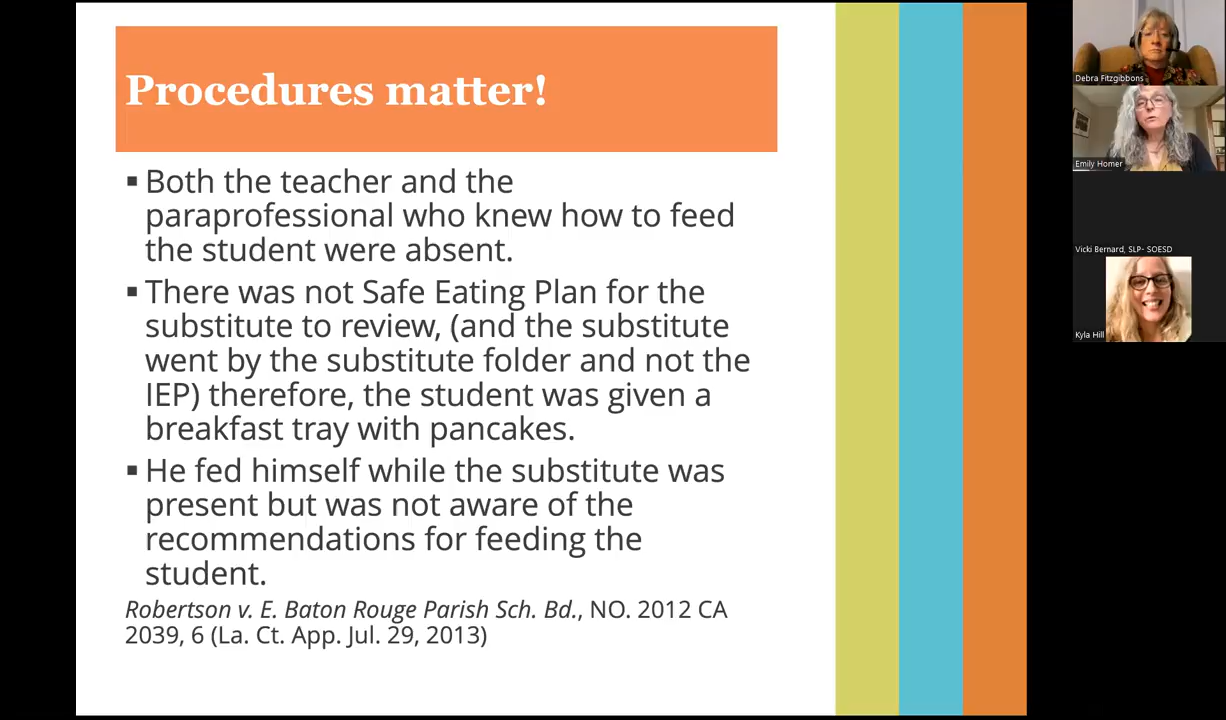 Procedures matter!
▪ Both the teacher and the
paraprofessional who knew how to feed
the student were absent.
▪ There was not Safe Eating Plan for the
substitute to review, (and the substitute
went by the substitute folder and not the
IEP) therefore, the student was given a
breakfast tray with pancakes.
▪ He fed himself while the substitute was
present but was not aware of the
recommendations for feeding the
student.
Robertson v. E. Baton Rouge Parish Sch. Bd., NO. 2012 CA
2039, 6 (La. Ct. App. Jul. 29, 2013)
Debra Fitzgibbons
Emily Homer
Vicki Bernard, SLP- SOESD
Kyla Hill